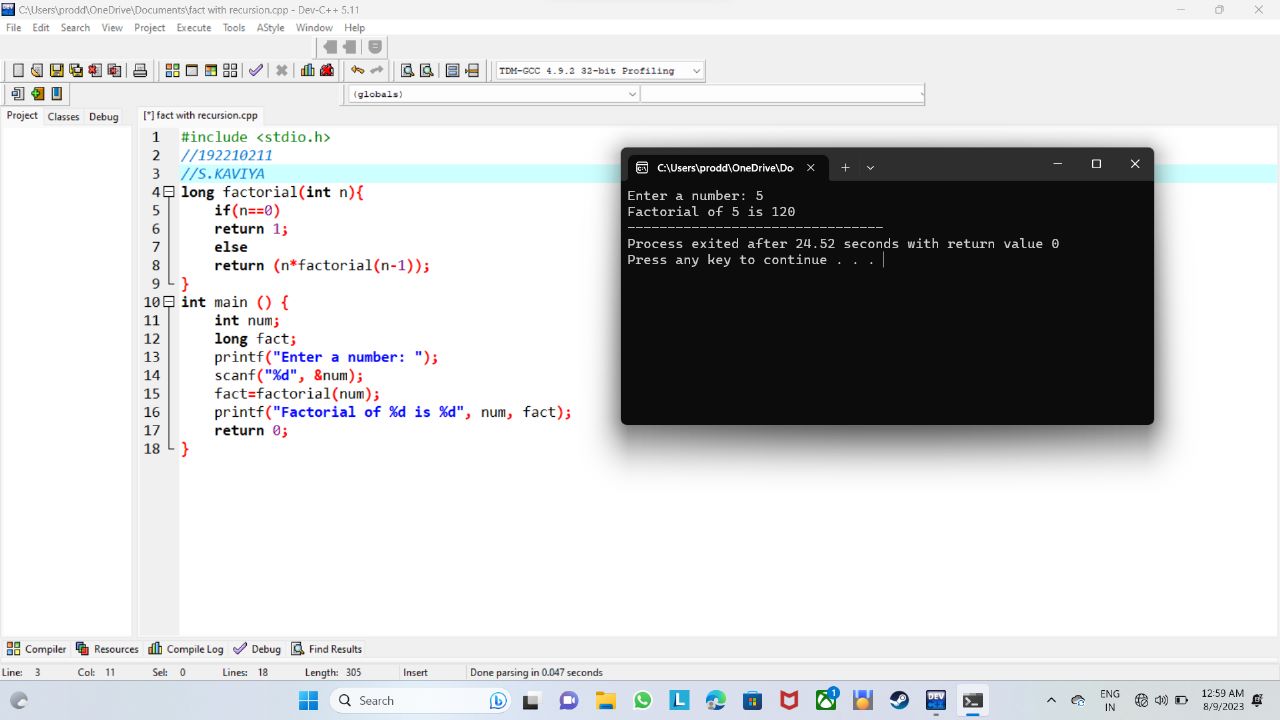 C:\Users\prodd\OneDrive\Documents\fact with recursion.cpp - Dev-C++ 5.11
File Edit Search View Project Execute Tools AStyle Window Help
TDM-GCC 4.9.2 32-bit Profiling
(globals)
Project Classes Debug
[*] fact with recursion.cpp
1 #include <stdio.h>
2 //192210211
3 //S.KAVIYA
4 long factorial(int n){
5 if(n==0)
6 return 1;
7 else
8 return (n*factorial(n-1));
9 }
10 int main () {
11 int num;
12 long fact;
13 printf("Enter a number: ");
14 scanf("%d", &num);
15 fact=factorial(num);
16 printf("Factorial of %d is %d", num, fact);
17 return 0;
18 }
C:\Users\prodd\OneDrive\Do
Enter a number: 5
Factorial of 5 is 120
--------------------------------
Process exited after 24.52 seconds with return value 0
Press any key to continue . . .
Compiler Resources Compile Log Debug Find Results
Line: 3 Col: 11 Sel: 0 Lines: 18 Length: 305 Insert Done parsing in 0.047 seconds
Search
1
DEV
ENG
IN
12:59 AM
8/9/2023